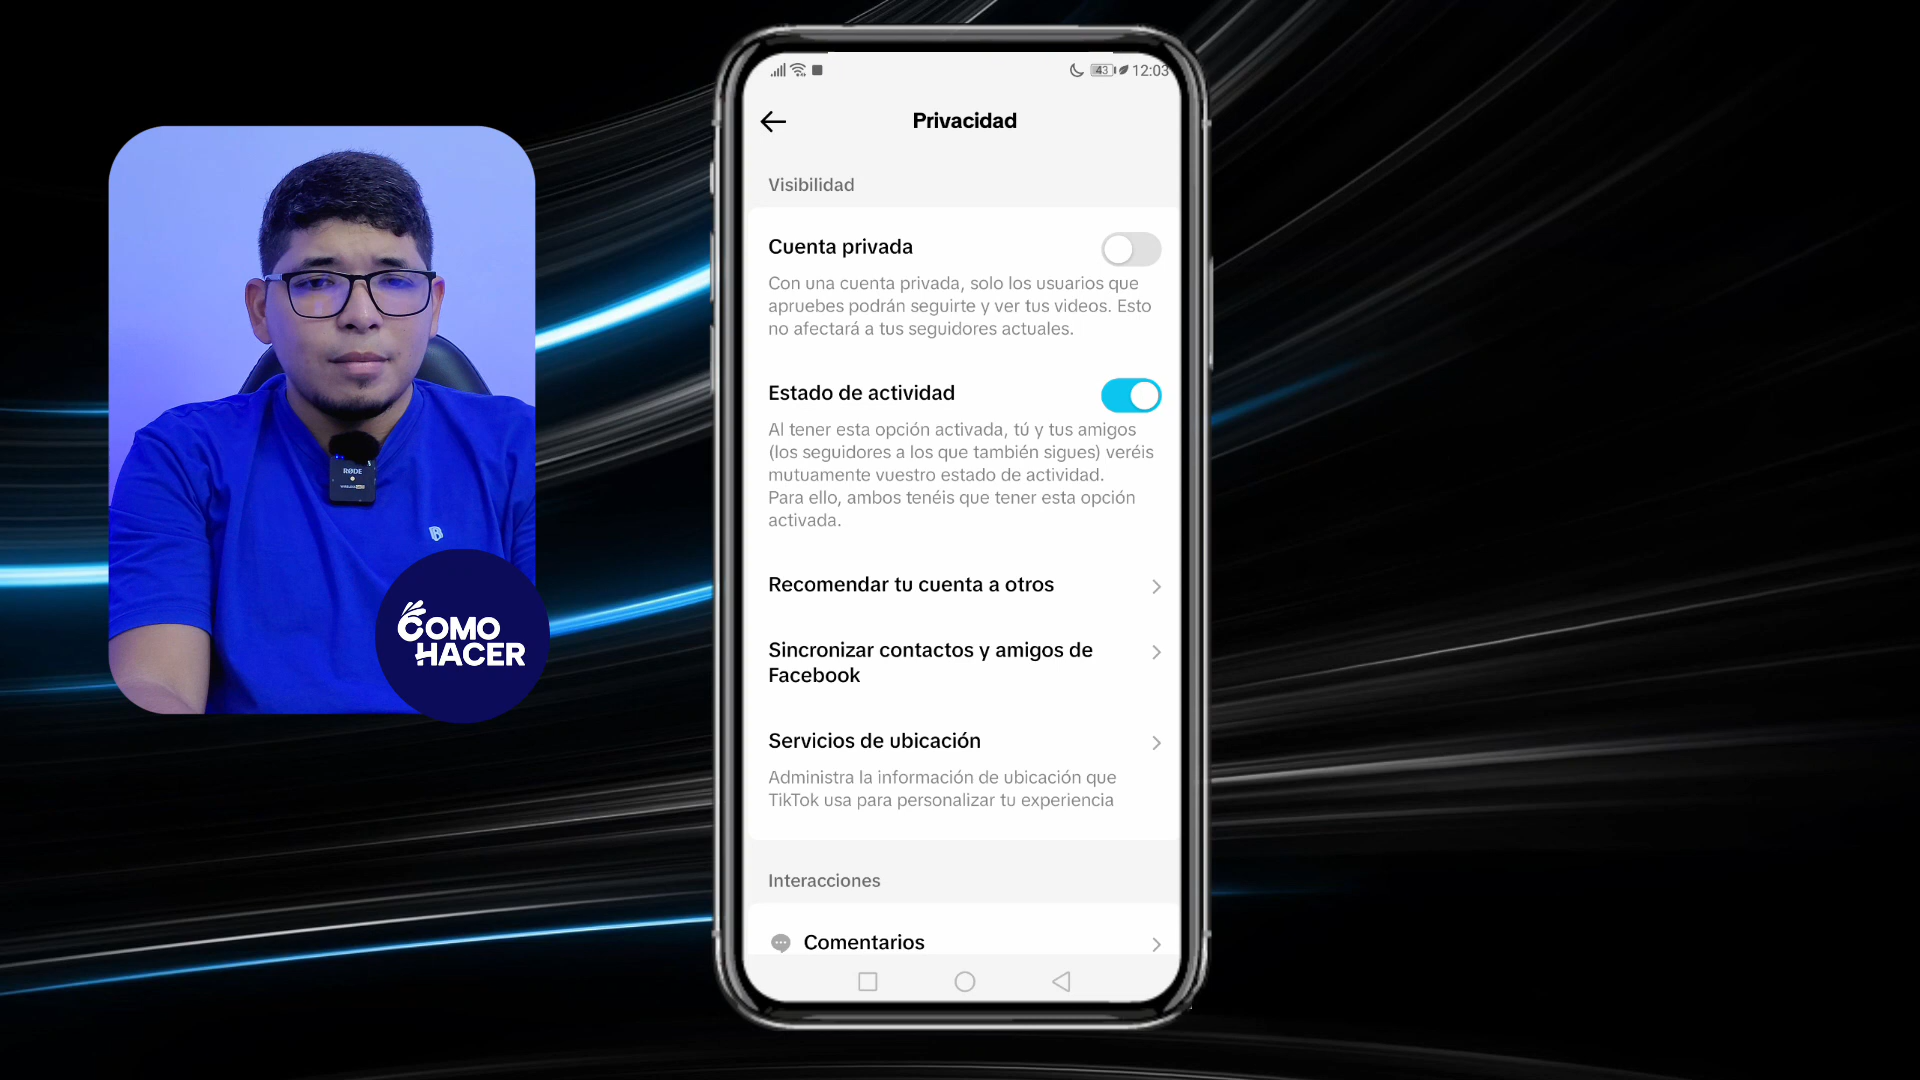 43 12:03
Privacidad
Visibilidad
Cuenta privada
Con una cuenta privada, solo los usuarios que
apruebes podrán seguirte y ver tus videos. Esto
no afectará a tus seguidores actuales.
Estado de actividad
Al tener esta opción activada, tú y tus amigos
(los seguidores a los que también sigues) veréis
mutuamente vuestro estado de actividad.
Para ello, ambos tenéis que tener esta opción
activada.
Recomendar tu cuenta a otros
Sincronizar contactos y amigos de
Facebook
Servicios de ubicación
Administra la información de ubicación que
TikTok usa para personalizar tu experiencia
Interacciones
Comentarios
RØDE
COMO
HACER